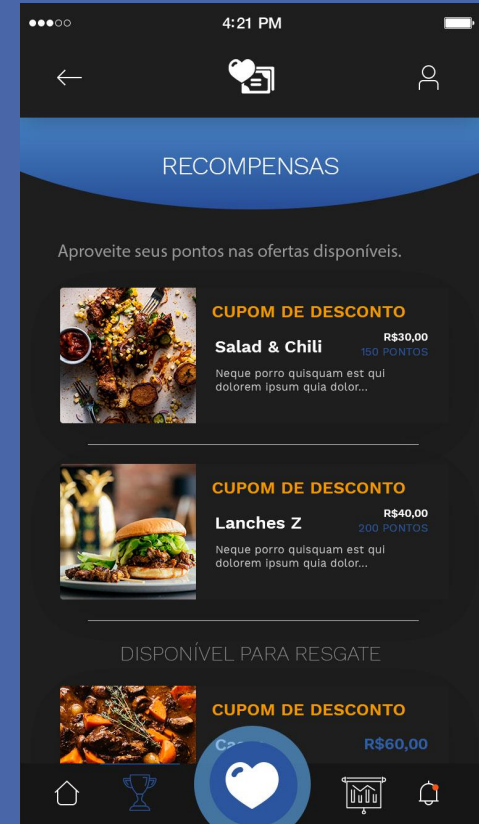 4:21 PM
RECOMPENSAS
Aproveite seus pontos nas ofertas disponíveis.
CUPOM DE DESCONTO
Salad & Chili
R$30,00
150 PONTOS
Neque porro quisquam est qui
dolorem ipsum quia dolor...
CUPOM DE DESCONTO
Lanches Z
R$40,00
200 PONTOS
Neque porro quisquam est qui
dolorem ipsum quia dolor...
DISPONÍVEL PARA RESGATE
CUPOM DE DESCONTO
R$60,00